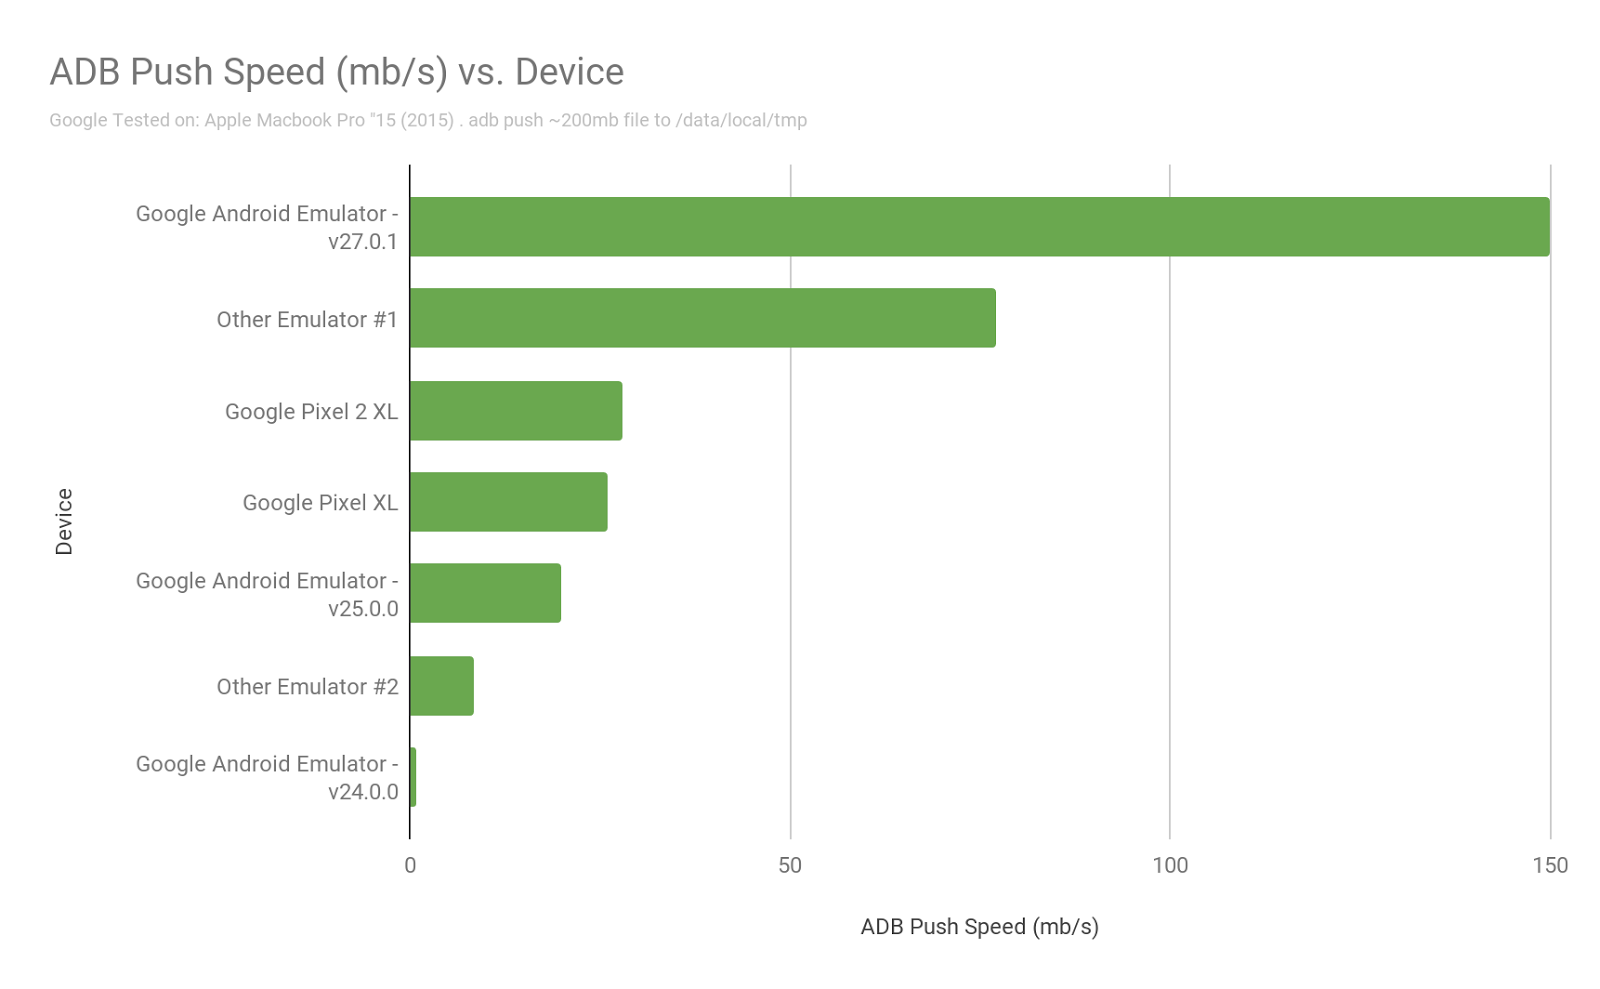 ADB Push Speed (mb/s) vs. Device
Google Tested on: Apple Macbook Pro "15 (2015) . adb push ~200mb file to /data/local/tmp
Google Android Emulator -
v27.0.1
Other Emulator #1
Google Pixel 2 XL
Google Pixel XL
Google Android Emulator -
v25.0.0
Other Emulator #2
Google Android Emulator -
v24.0.0
Device
0 50 100 150
ADB Push Speed (mb/s)